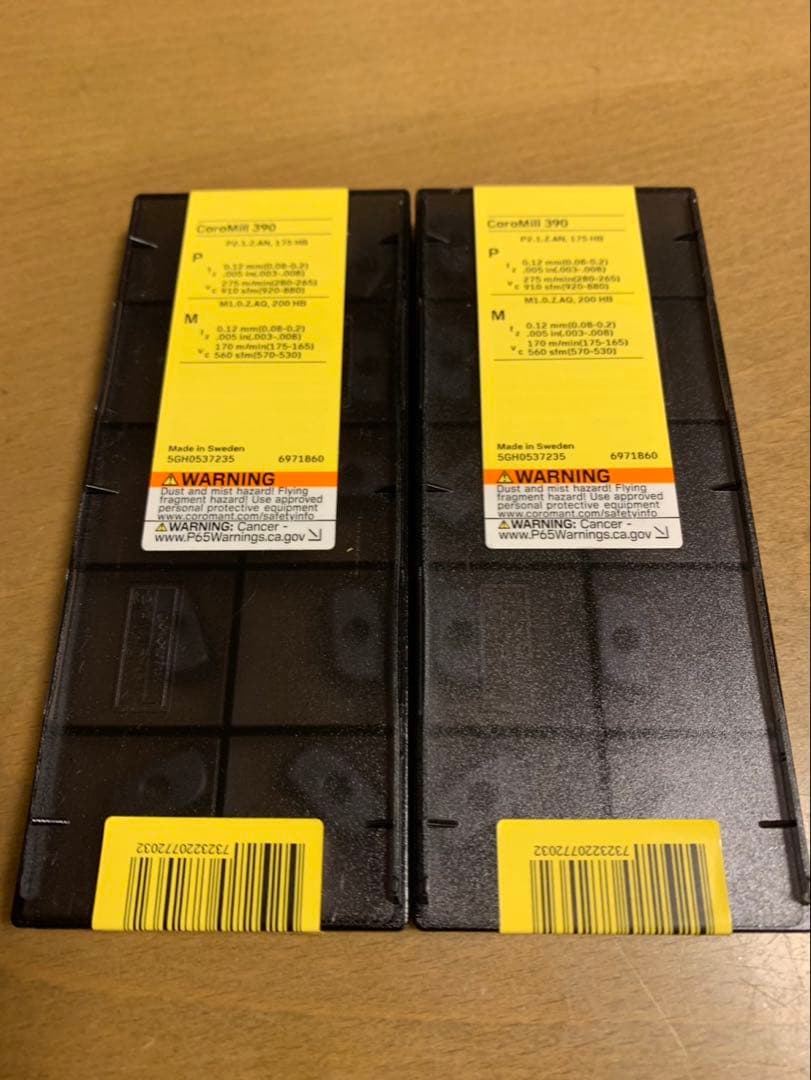 CoroMill 390
P2.1.Z.AN, 175 HB
P
fz 0.12 mm(0.08-0.2)
.005 in(.003-.008)
vc 275 m/min(280-265)
910 sfm(920-880)
M1.0.Z.AQ, 200 HB
M
fz 0.12 mm(0.08-0.2)
.005 in(.003-.008)
vc 170 m/min(175-165)
560 sfm(570-530)
Made in Sweden
5GH0537235 6971860
⚠WARNING
Dust and mist hazard! Flying
fragment hazard! Use approved
personal protective equipment
www.coromant.com/safetyinfo
⚠WARNING: Cancer -
www.P65Warnings.ca.gov
7323220772032
CoroMill 390
P2.1.Z.AN, 175 HB
P
fz 0.12 mm(0.08-0.2)
.005 in(.003-.008)
vc 275 m/min(280-265)
910 sfm(920-880)
M1.0.Z.AQ, 200 HB
M
fz 0.12 mm(0.08-0.2)
.005 in(.003-.008)
vc 170 m/min(175-165)
560 sfm(570-530)
Made in Sweden
5GH0537235 6971860
⚠WARNING
Dust and mist hazard! Flying
fragment hazard! Use approved
personal protective equipment
www.coromant.com/safetyinfo
⚠WARNING: Cancer -
www.P65Warnings.ca.gov
7323220772032